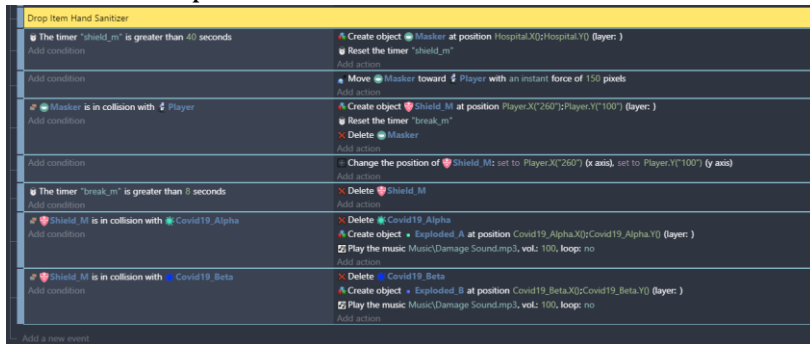 Drop Item Hand Sanitizer
The timer "shield_m" is greater than 40 seconds
Add condition
Create object Masker at position Hospital.X();Hospital.Y() (layer: )
Reset the timer "shield_m"
Add action
Add condition
Move Masker toward Player with an instant force of 150 pixels
Add action
Masker is in collision with Player
Add condition
Create object Shield_M at position Player.X("260");Player.Y("100") (layer: )
Reset the timer "break_m"
Delete Masker
Add action
Add condition
Change the position of Shield_M: set to Player.X("260") (x axis), set to Player.Y("100") (y axis)
Add action
The timer "break_m" is greater than 8 seconds
Add condition
Delete Shield_M
Add action
Shield_M is in collision with Covid19_Alpha
Add condition
Delete Covid19_Alpha
Create object Exploded_A at position Covid19_Alpha.X();Covid19_Alpha.Y() (layer: )
Play the music Music\Damage Sound.mp3, vol.: 100, loop: no
Add action
Shield_M is in collision with Covid19_Beta
Add condition
Delete Covid19_Beta
Create object Exploded_B at position Covid19_Beta.X();Covid19_Beta.Y() (layer: )
Play the music Music\Damage Sound.mp3, vol.: 100, loop: no
Add action
Add a new event